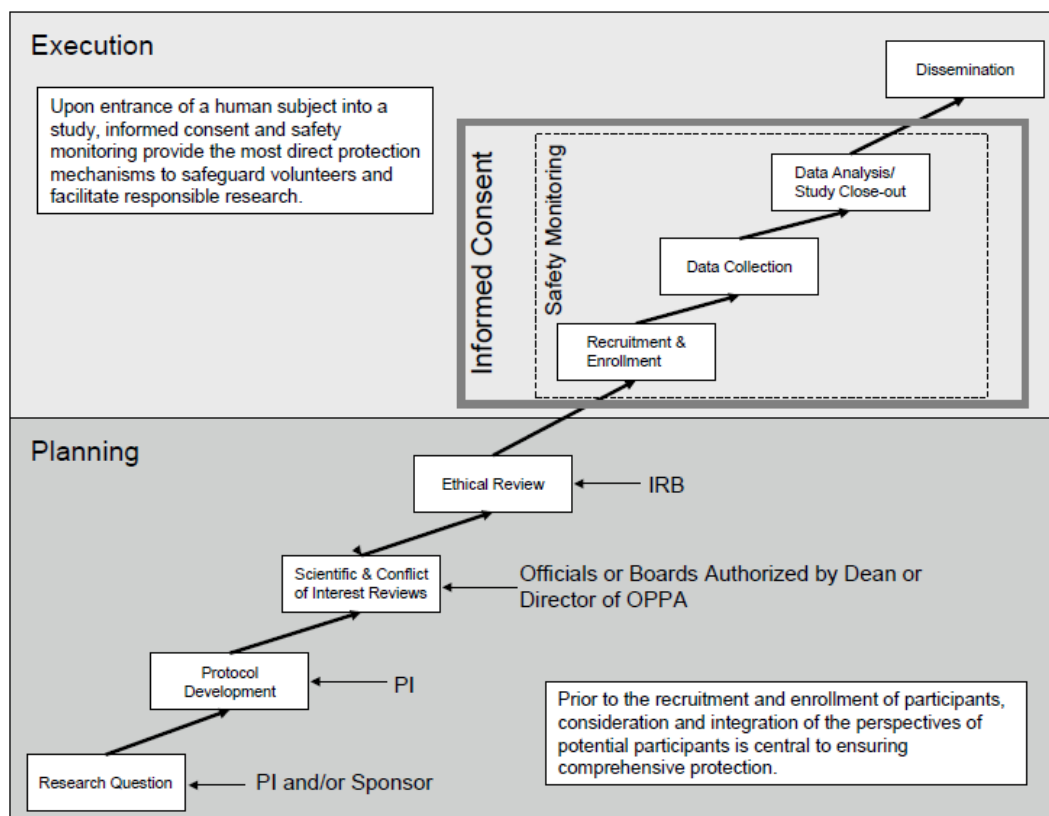 Execution
Dissemination
Upon entrance of a human subject into a
study, informed consent and safety
monitoring provide the most direct protection
mechanisms to safeguard volunteers and
facilitate responsible research.
Informed Consent
Safety Monitoring
Data Analysis/
Study Close-out
Data Collection
Recruitment &
Enrollment
Planning
Ethical Review
IRB
Scientific & Conflict
of Interest Reviews
Officials or Boards Authorized by Dean or
Director of OPPA
Protocol
Development
PI
Prior to the recruitment and enrollment of participants,
consideration and integration of the perspectives of
potential participants is central to ensuring
comprehensive protection.
Research Question
PI and/or Sponsor